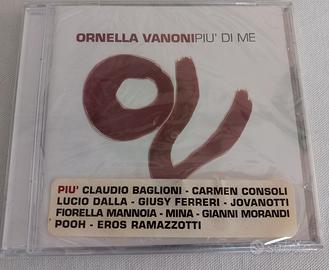 ORNELLA VANONI PIU' DI ME
PIU' CLAUDIO BAGLIONI - CARMEN CONSOLI
LUCIO DALLA - GIUSY FERRERI - JOVANOTTI
FIORELLA MANNOIA - MINA - GIANNI MORANDI
POOH - EROS RAMAZZOTTI
subito